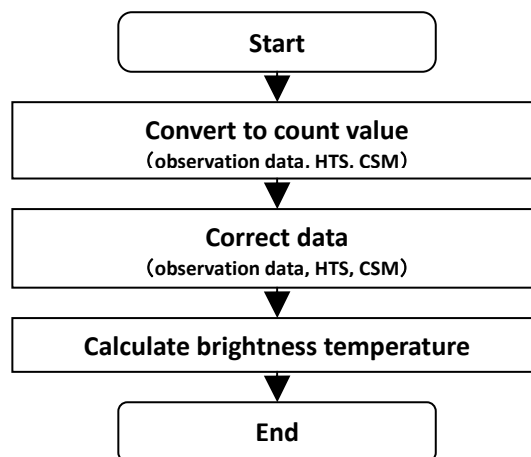 Start
Convert to count value
（observation data. HTS. CSM）
Correct data
（observation data, HTS, CSM）
Calculate brightness temperature
End